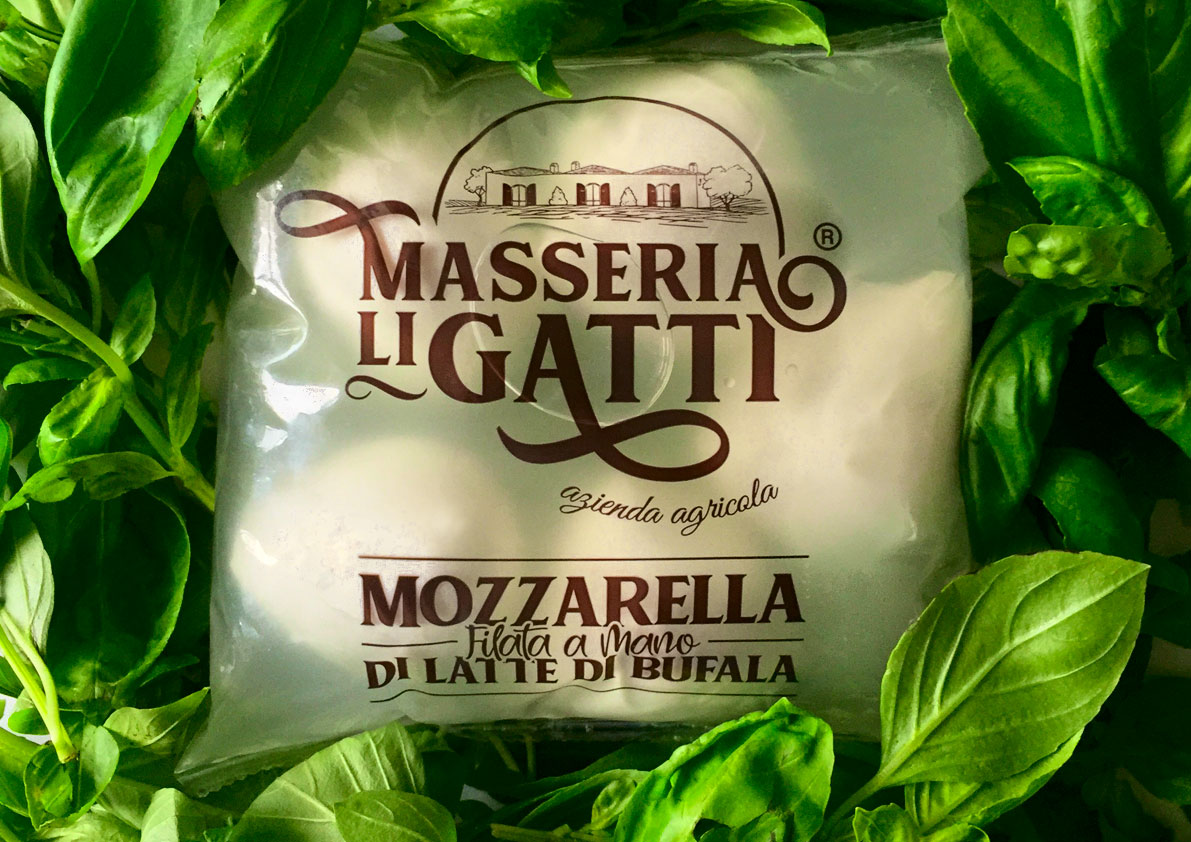 MASSERIA ®
LI GATTI
azienda agricola
MOZZARELLA
Filata a Mano
DI LATTE DI BUFALA